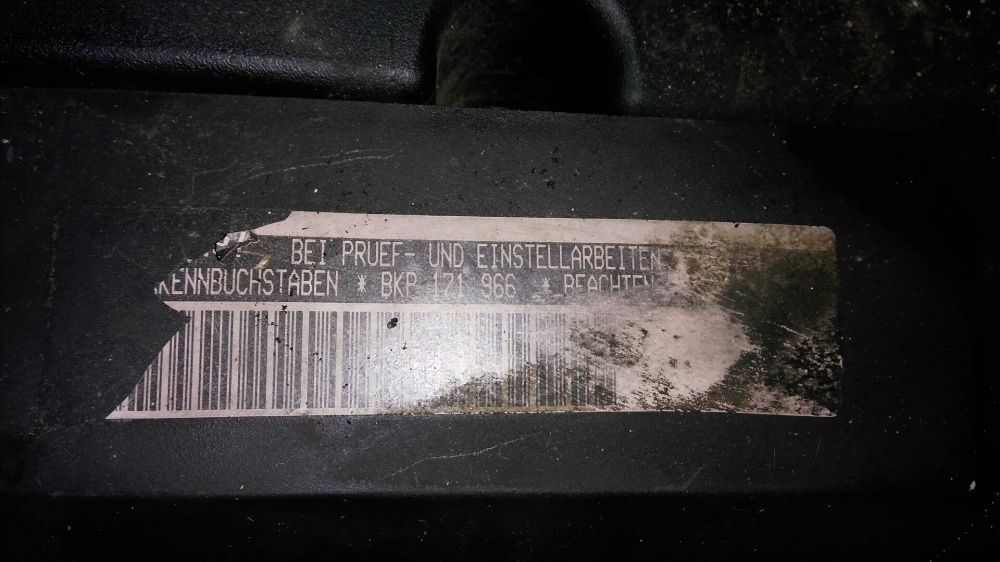 BEI PRUEF- UND EINSTELLARBEITEN
KENNBUCHSTABEN * BKP 171 966 * BEACHTEN